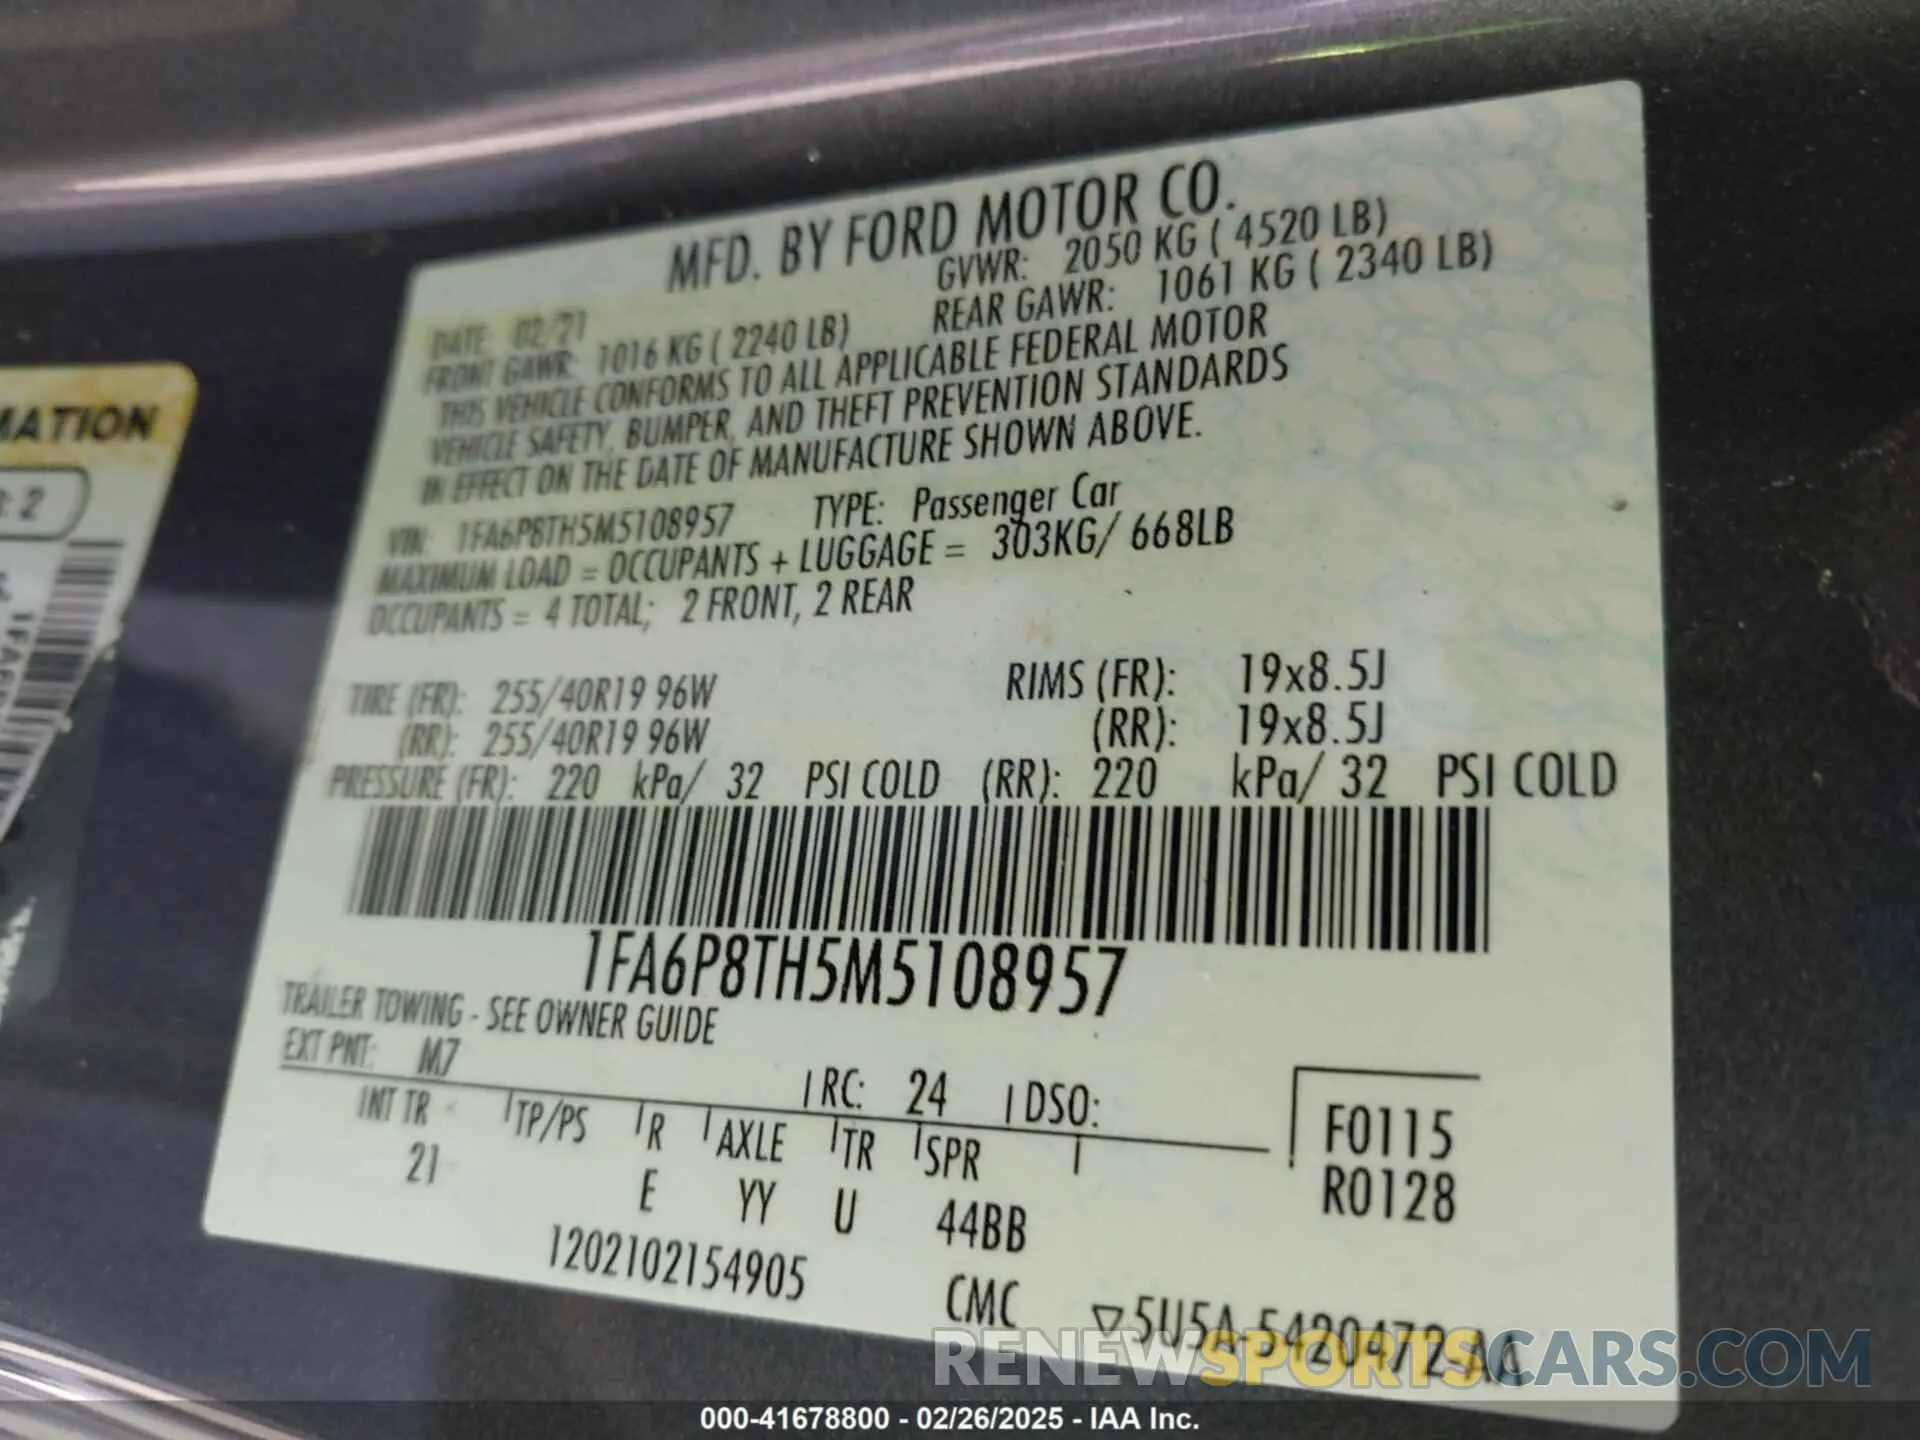 MFD. BY FORD MOTOR CO.
DATE: 02/21 GVWR: 2050 KG ( 4520 LB)
FRONT GAWR: 1016 KG ( 2240 LB) REAR GAWR: 1061 KG ( 2340 LB)
THIS VEHICLE CONFORMS TO ALL APPLICABLE FEDERAL MOTOR
VEHICLE SAFETY, BUMPER, AND THEFT PREVENTION STANDARDS
IN EFFECT ON THE DATE OF MANUFACTURE SHOWN ABOVE.
VIN: 1FA6P8TH5M5108957 TYPE: Passenger Car
MAXIMUM LOAD = OCCUPANTS + LUGGAGE = 303KG/ 668LB
OCCUPANTS = 4 TOTAL; 2 FRONT, 2 REAR
TIRE (FR): 255/40R19 96W RIMS (FR): 19x8.5J
(RR): 255/40R19 96W (RR): 19x8.5J
PRESSURE (FR): 220 kPa/ 32 PSI COLD (RR): 220 kPa/ 32 PSI COLD
1FA6P8TH5M5108957
TRAILER TOWING - SEE OWNER GUIDE
EXT PNT: M7 RC: 24 DSO:
INT TR TP/PS R AXLE TR SPR
21 E YY U 44BB
F0115
R0128
1202102154905 CMC
▽5U5A-5420472-AA
MATION
: 2
RENEWSPORTSCARS.COM
000-41678800 - 02/26/2025 - IAA Inc.